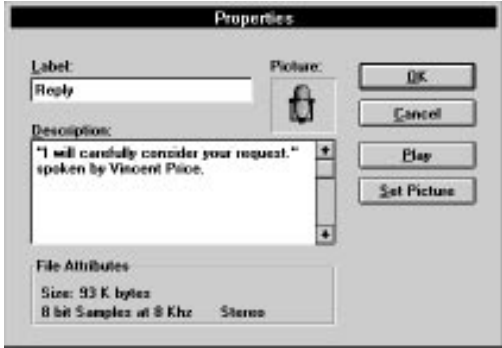 Properties
Label:
Picture:
Reply
Description:
"I will carefully consider your request."
spoken by Vincent Price.
OK
Cancel
Play
Set Picture
File Attributes
Size: 93 K bytes
8 bit Samples at 8 Khz Stereo